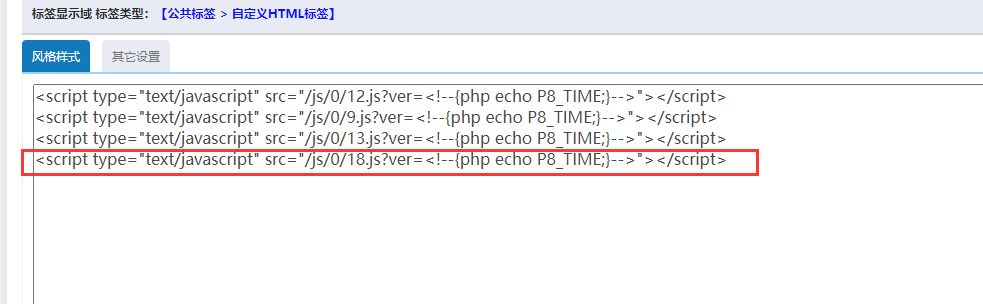 标签显示域 标签类型：【公共标签 > 自定义HTML标签】
风格样式 其它设置
<script type="text/javascript" src="/js/0/12.js?ver=<!--{php echo P8_TIME;}-->"></script>
<script type="text/javascript" src="/js/0/9.js?ver=<!--{php echo P8_TIME;}-->"></script>
<script type="text/javascript" src="/js/0/13.js?ver=<!--{php echo P8_TIME;}-->"></script>
<script type="text/javascript" src="/js/0/18.js?ver=<!--{php echo P8_TIME;}-->"></script>